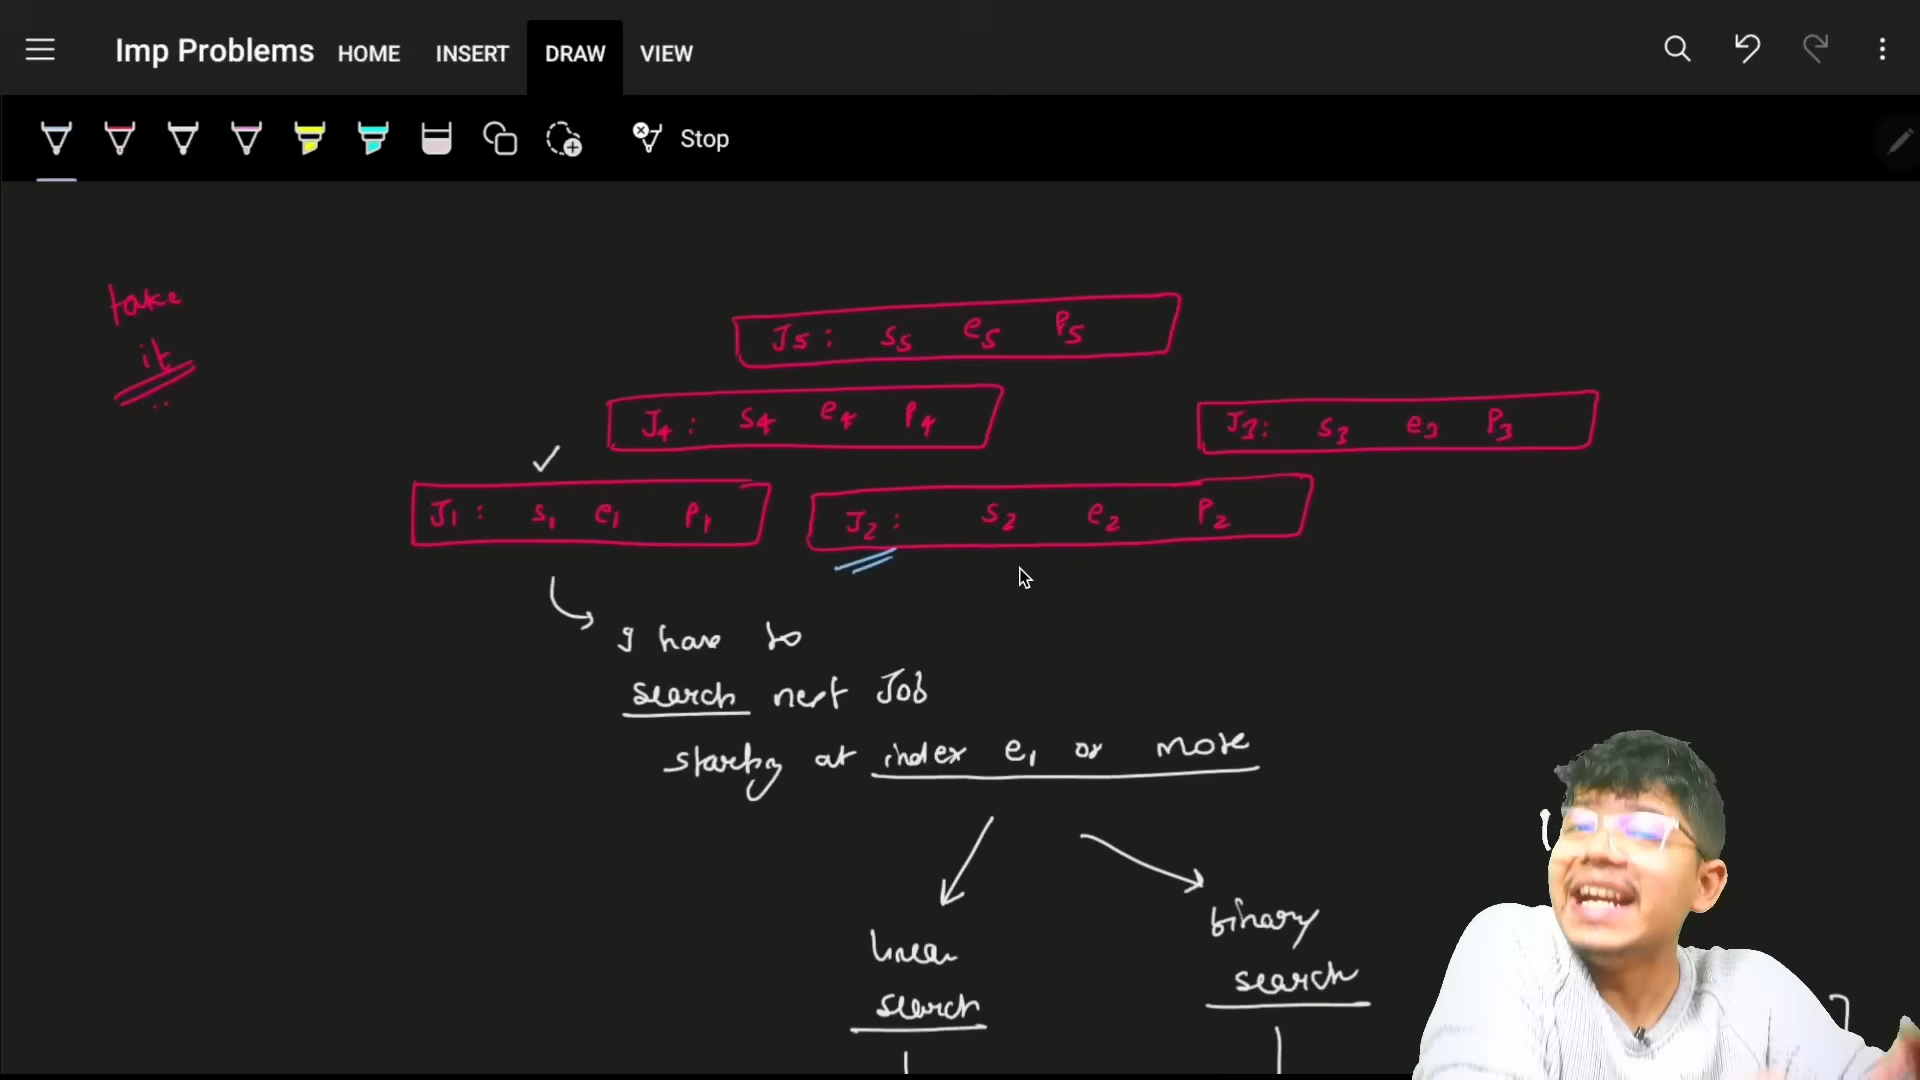 Imp Problems HOME INSERT DRAW VIEW
Stop
take
it
J5: s5 e5 P5
J4: s4 e4 P4
J3: s3 e3 P3
J1: s1 e1 P1
J2: s2 e2 P2
I have to
search next Job
starting at index e1 or more
linear
search
binary
search